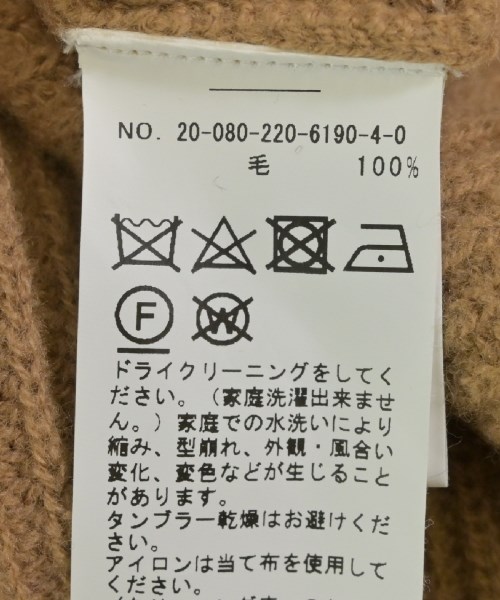 NO. 20-080-220-6190-4-0
毛 100%
F
W
ドライクリーニングをしてく
ださい。（家庭洗濯出来ませ
ん。）家庭での水洗いにより
縮み、型崩れ、外観・風合い
変化、変色などが生じること
があります。
タンブラー乾燥はお避けくだ
さい。
アイロンは当て布を使用して
ください。